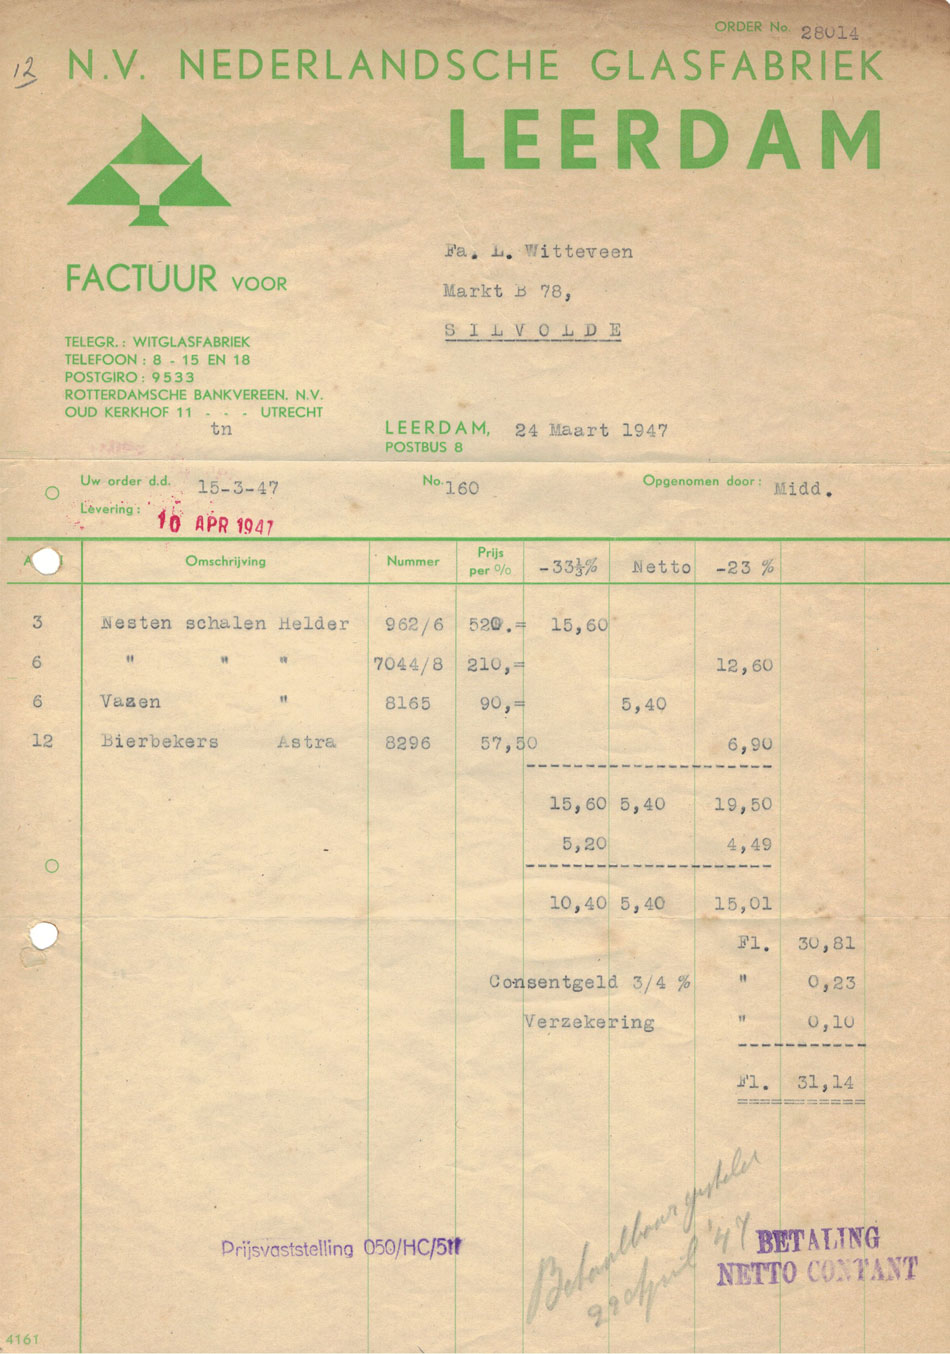 ORDER No. 28014
12
N.V. NEDERLANDSCHE GLASFABRIEK
LEERDAM
Fa. L. Witteveen
FACTUUR VOOR
Markt B 78,
SILVOLDE
TELEGR.: WITGLASFABRIEK
TELEFOON: 8 - 15 EN 18
POSTGIRO: 9533
ROTTERDAMSCHE BANKVEREEN. N.V.
OUD KERKHOF 11 - - - UTRECHT
tn
LEERDAM, 24 Maart 1947
POSTBUS 8
Uw order d.d. 15-3-47 No. 160 Opgenomen door: Midd.
Levering: 10 APR 1947
Omschrijving Nummer Prijs per % -33⅓% Netto -23 %
3 Nesten schalen Helder 962/6 520.= 15,60
6 " " " 7044/8 210,= 12,60
6 Vazen " 8165 90,= 5,40
12 Bierbekers Astra 8296 57,50 6,90
15,60 5,40 19,50
5,20 4,49
10,40 5,40 15,01
Fl. 30,81
Consentgeld 3/4 % " 0,23
Verzekering " 0,10
Fl. 31,14
Betaalbaar gesteld
22 April '47
Prijsvaststelling 050/HC/511
BETALING
NETTO CONTANT
4161